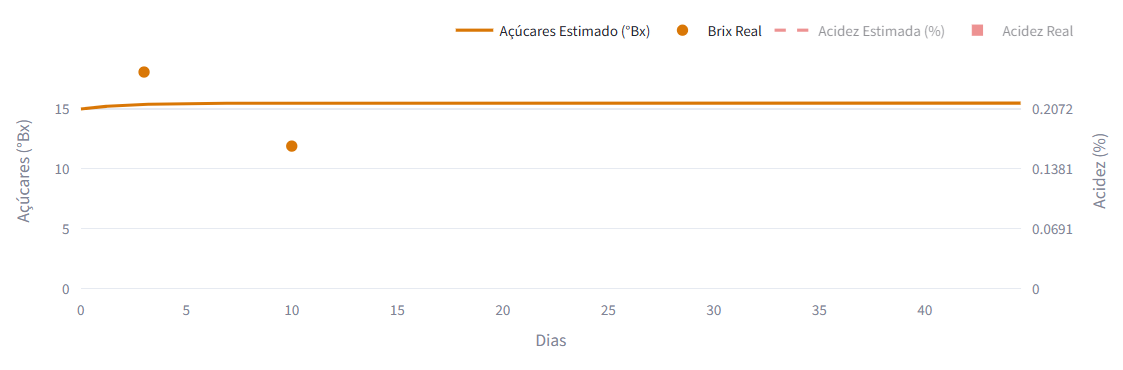 Açúcares Estimado (°Bx) Brix Real Acidez Estimada (%) Acidez Real
15 0.2072
10 0.1381
5 0.0691
0 0
Açúcares (°Bx)
Acidez (%)
0 5 10 15 20 25 30 35 40
Dias